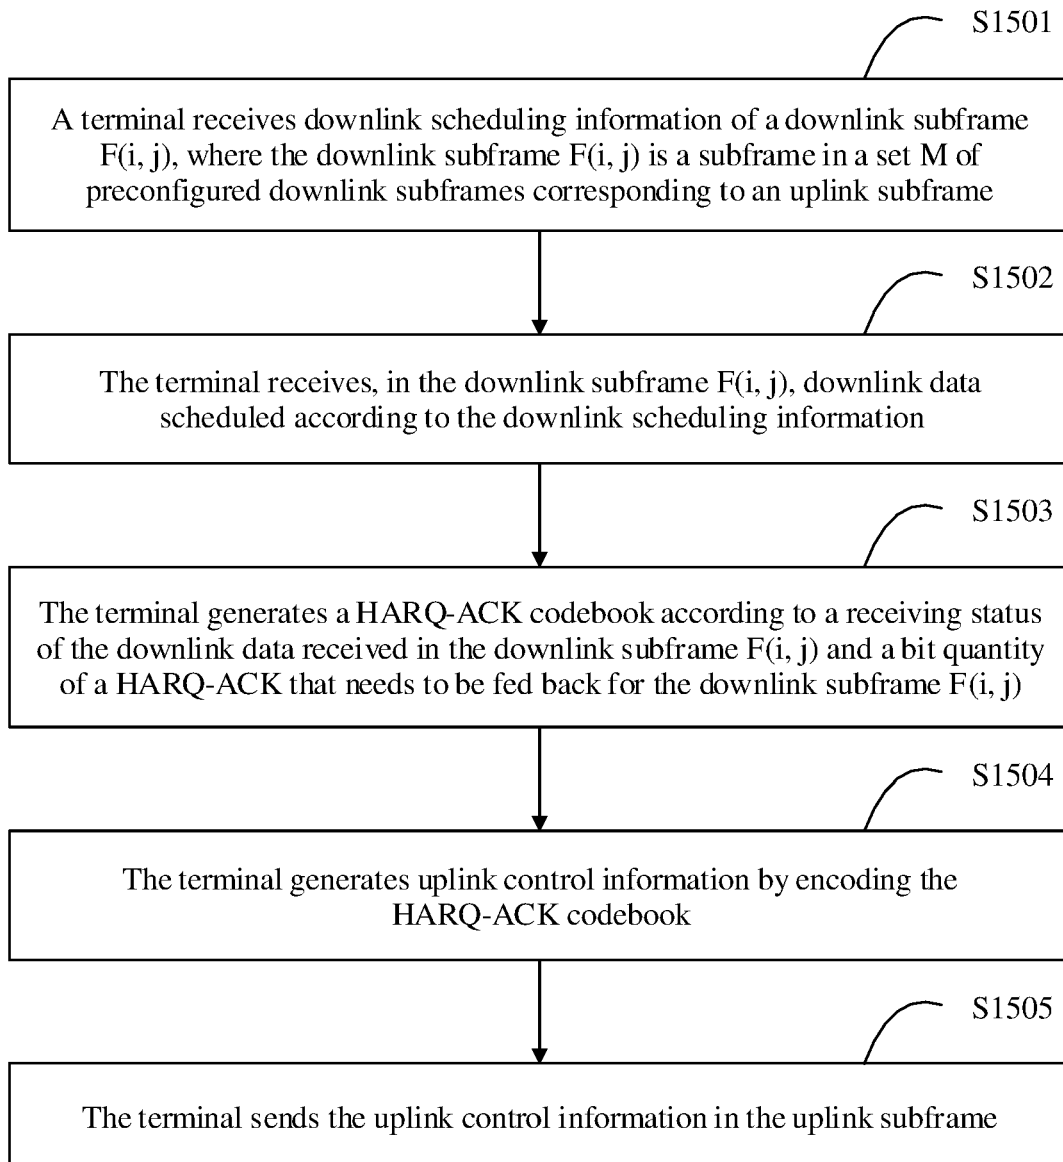 S1501
A terminal receives downlink scheduling information of a downlink subframe
F(i, j), where the downlink subframe F(i, j) is a subframe in a set M of
preconfigured downlink subframes corresponding to an uplink subframe
S1502
The terminal receives, in the downlink subframe F(i, j), downlink data
scheduled according to the downlink scheduling information
S1503
The terminal generates a HARQ-ACK codebook according to a receiving status
of the downlink data received in the downlink subframe F(i, j) and a bit quantity
of a HARQ-ACK that needs to be fed back for the downlink subframe F(i, j)
S1504
The terminal generates uplink control information by encoding the
HARQ-ACK codebook
S1505
The terminal sends the uplink control information in the uplink subframe